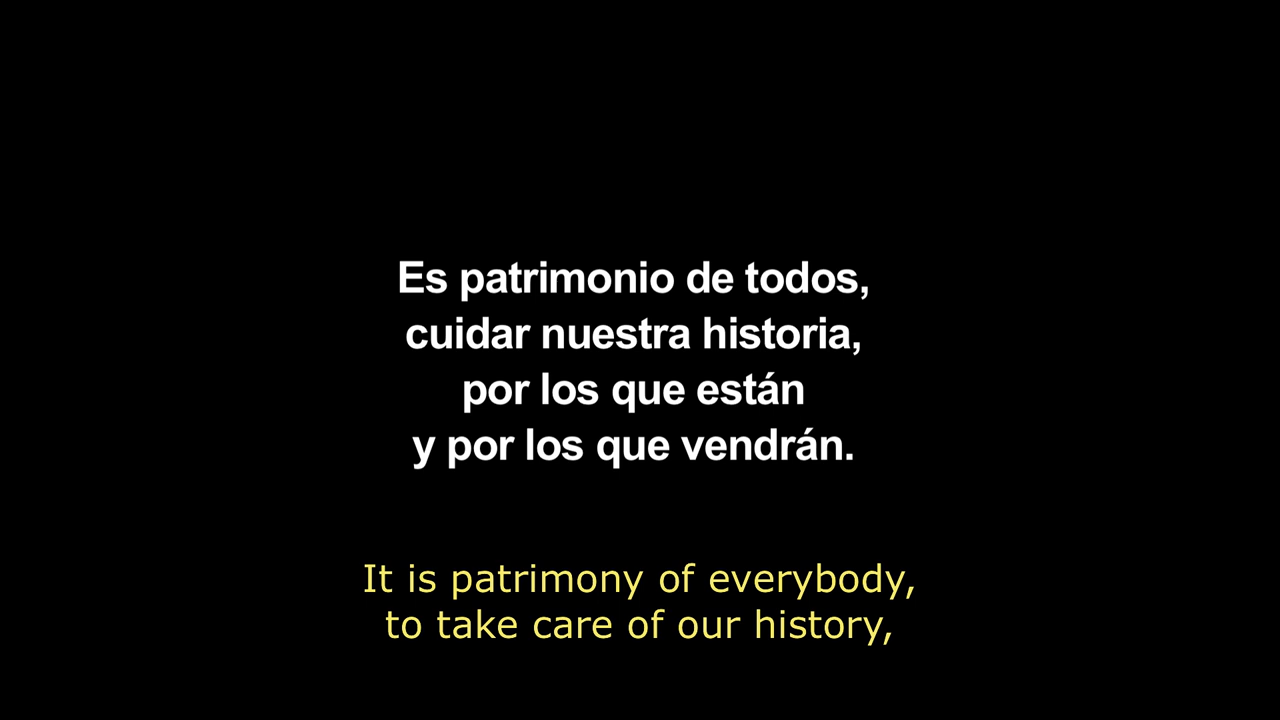 Es patrimonio de todos,
cuidar nuestra historia,
por los que están
y por los que vendrán.
It is patrimony of everybody,
to take care of our history,